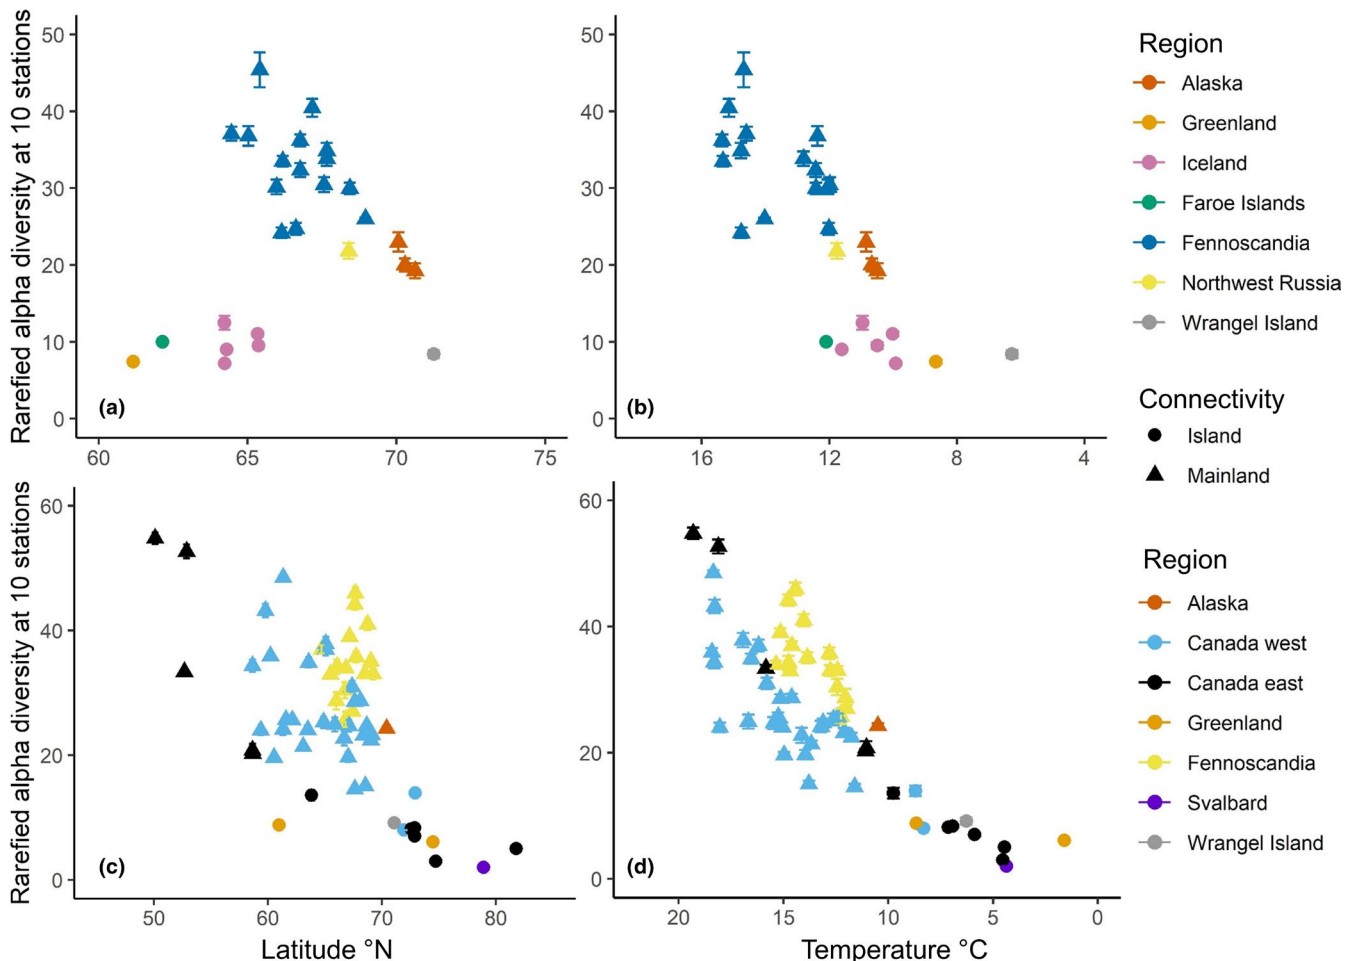 Rarefied alpha diversity at 10 stations
50
40
30
20
10
0
(a)
60
65
70
75
50
40
30
20
10
0
(b)
16
12
8
4
Region
Alaska
Greenland
Iceland
Faroe Islands
Fennoscandia
Northwest Russia
Wrangel Island
Connectivity
Island
Mainland
Rarefied alpha diversity at 10 stations
60
40
20
0
(c)
50
60
70
80
Latitude °N
60
40
20
0
(d)
20
15
10
5
0
Temperature °C
Region
Alaska
Canada west
Canada east
Greenland
Fennoscandia
Svalbard
Wrangel Island